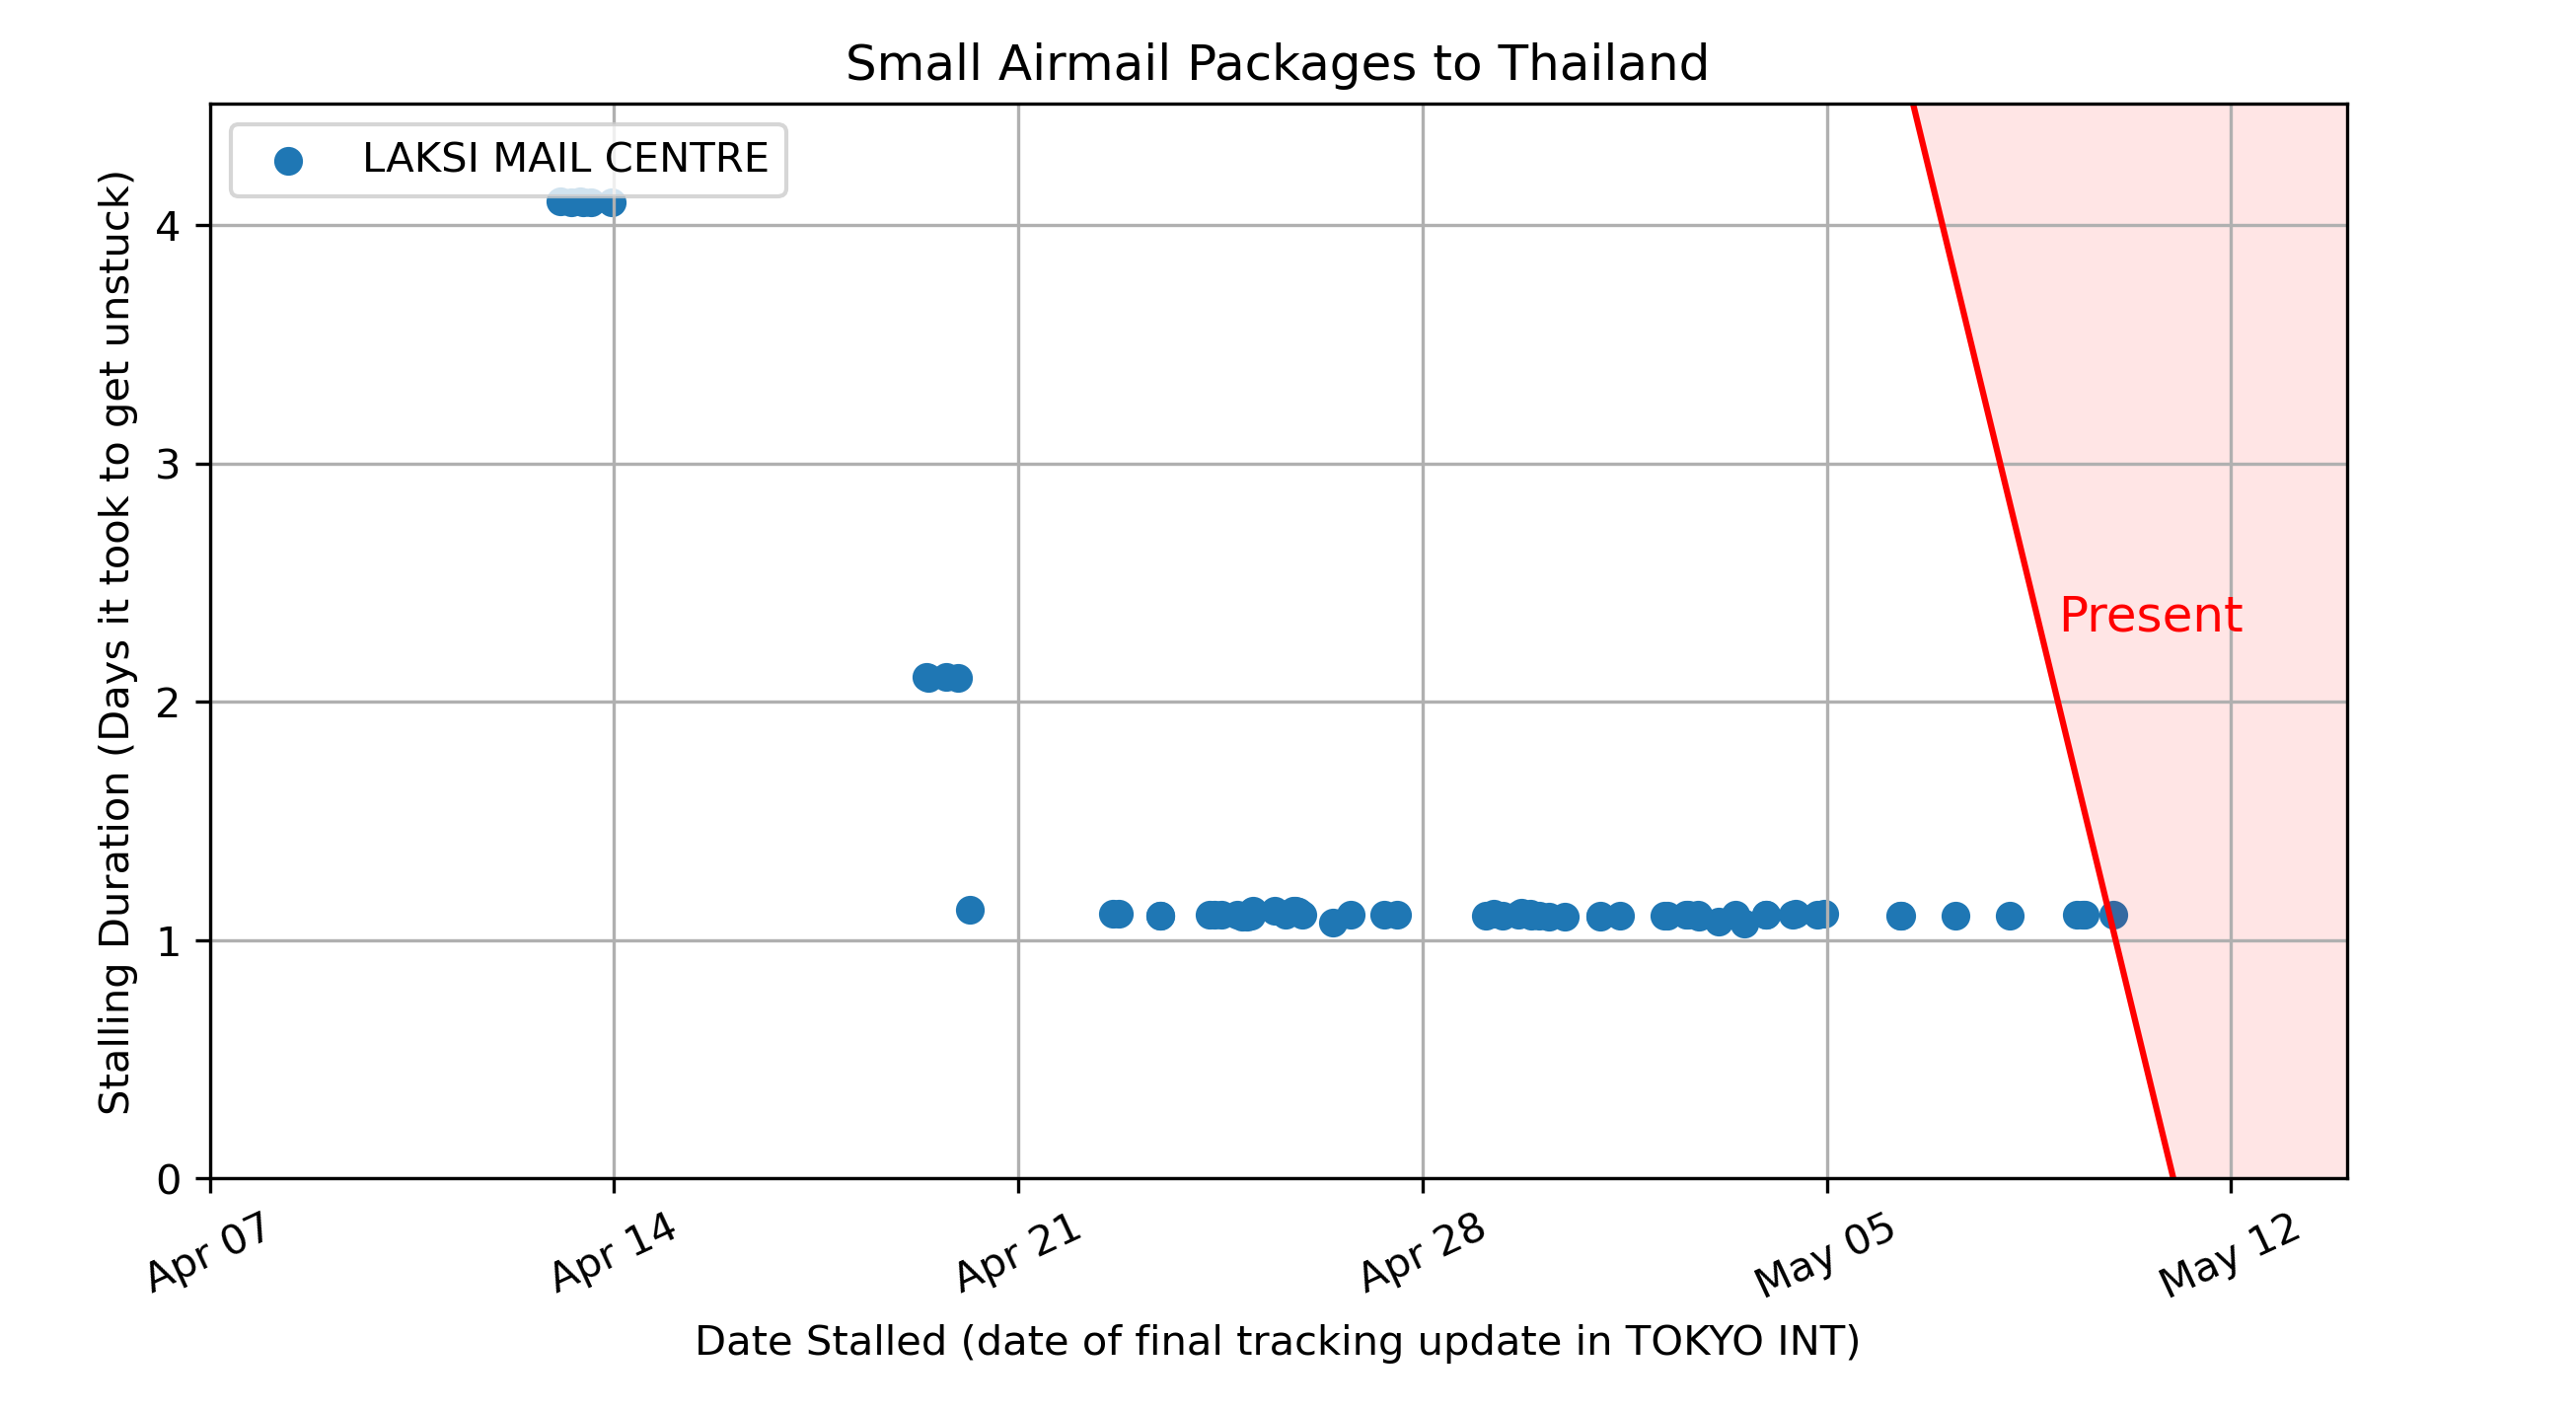 Small Airmail Packages to Thailand
LAKSI MAIL CENTRE
Stalling Duration (Days it took to get unstuck)
4
3
2
1
0
Present
Apr 07
Apr 14
Apr 21
Apr 28
May 05
May 12
Date Stalled (date of final tracking update in TOKYO INT)